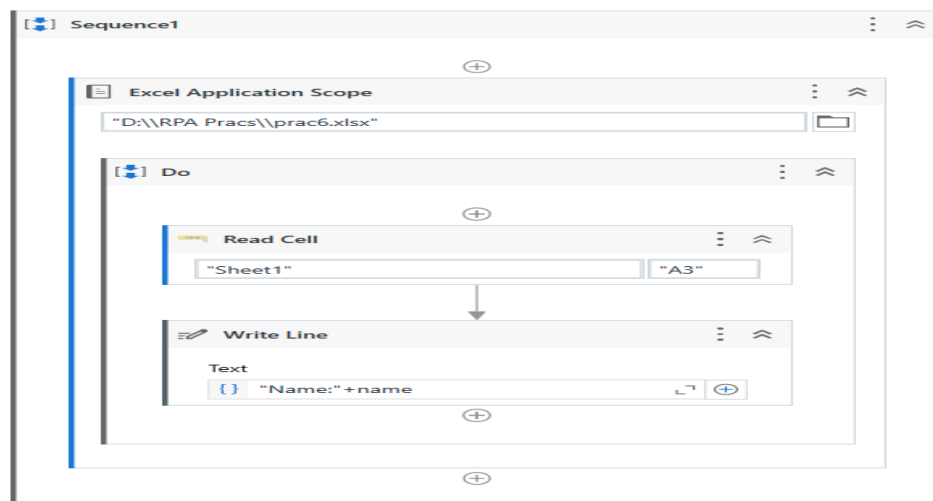 Sequence1
Excel Application Scope
"D:\\RPA Pracs\\prac6.xlsx"
Do
Read Cell
"Sheet1" "A3"
Write Line
Text
{} "Name:"+name